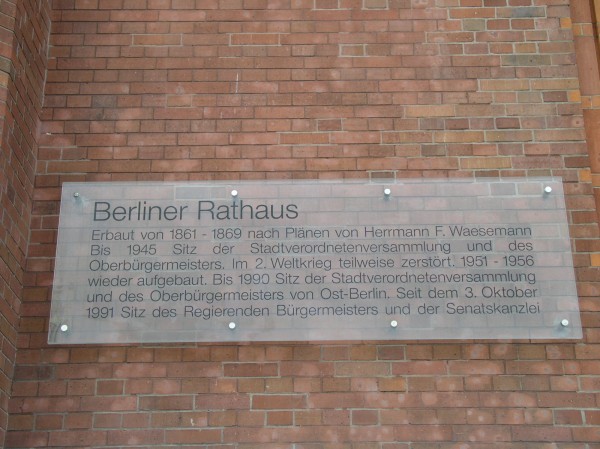 Berliner Rathaus
Erbaut von 1861 - 1869 nach Plänen von Herrmann F. Waesemann
Bis 1945 Sitz der Stadtverordnetenversammlung und des
Oberbürgermeisters. Im 2. Weltkrieg teilweise zerstört. 1951 - 1956
wieder aufgebaut. Bis 1990 Sitz der Stadtverordnetenversammlung
und des Oberbürgermeisters von Ost-Berlin. Seit dem 3. Oktober
1991 Sitz des Regierenden Bürgermeisters und der Senatskanzlei